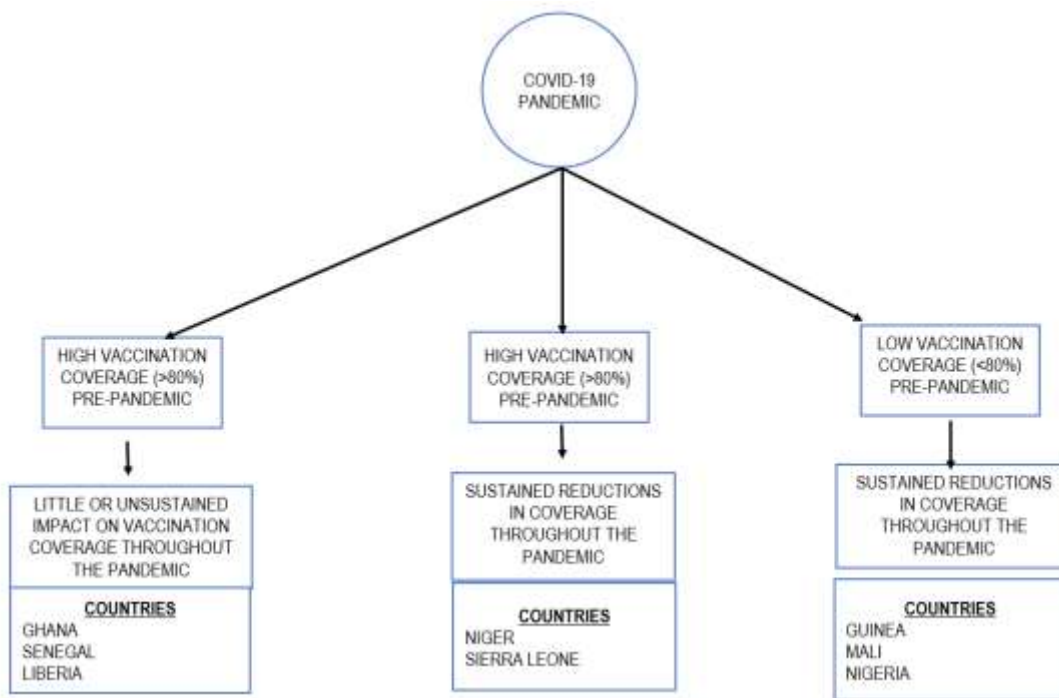 COVID-19
PANDEMIC
HIGH VACCINATION
COVERAGE (>80%)
PRE-PANDEMIC
HIGH VACCINATION
COVERAGE (>80%)
PRE-PANDEMIC
LOW VACCINATION
COVERAGE (<80%)
PRE-PANDEMIC
LITTLE OR UNSUSTAINED
IMPACT ON VACCINATION
COVERAGE THROUGHOUT
THE PANDEMIC
COUNTRIES
GHANA
SENEGAL
LIBERIA
SUSTAINED REDUCTIONS
IN COVERAGE
THROUGHOUT THE
PANDEMIC
COUNTRIES
NIGER
SIERRA LEONE
SUSTAINED REDUCTIONS
IN COVERAGE
THROUGHOUT THE
PANDEMIC
COUNTRIES
GUINEA
MALI
NIGERIA